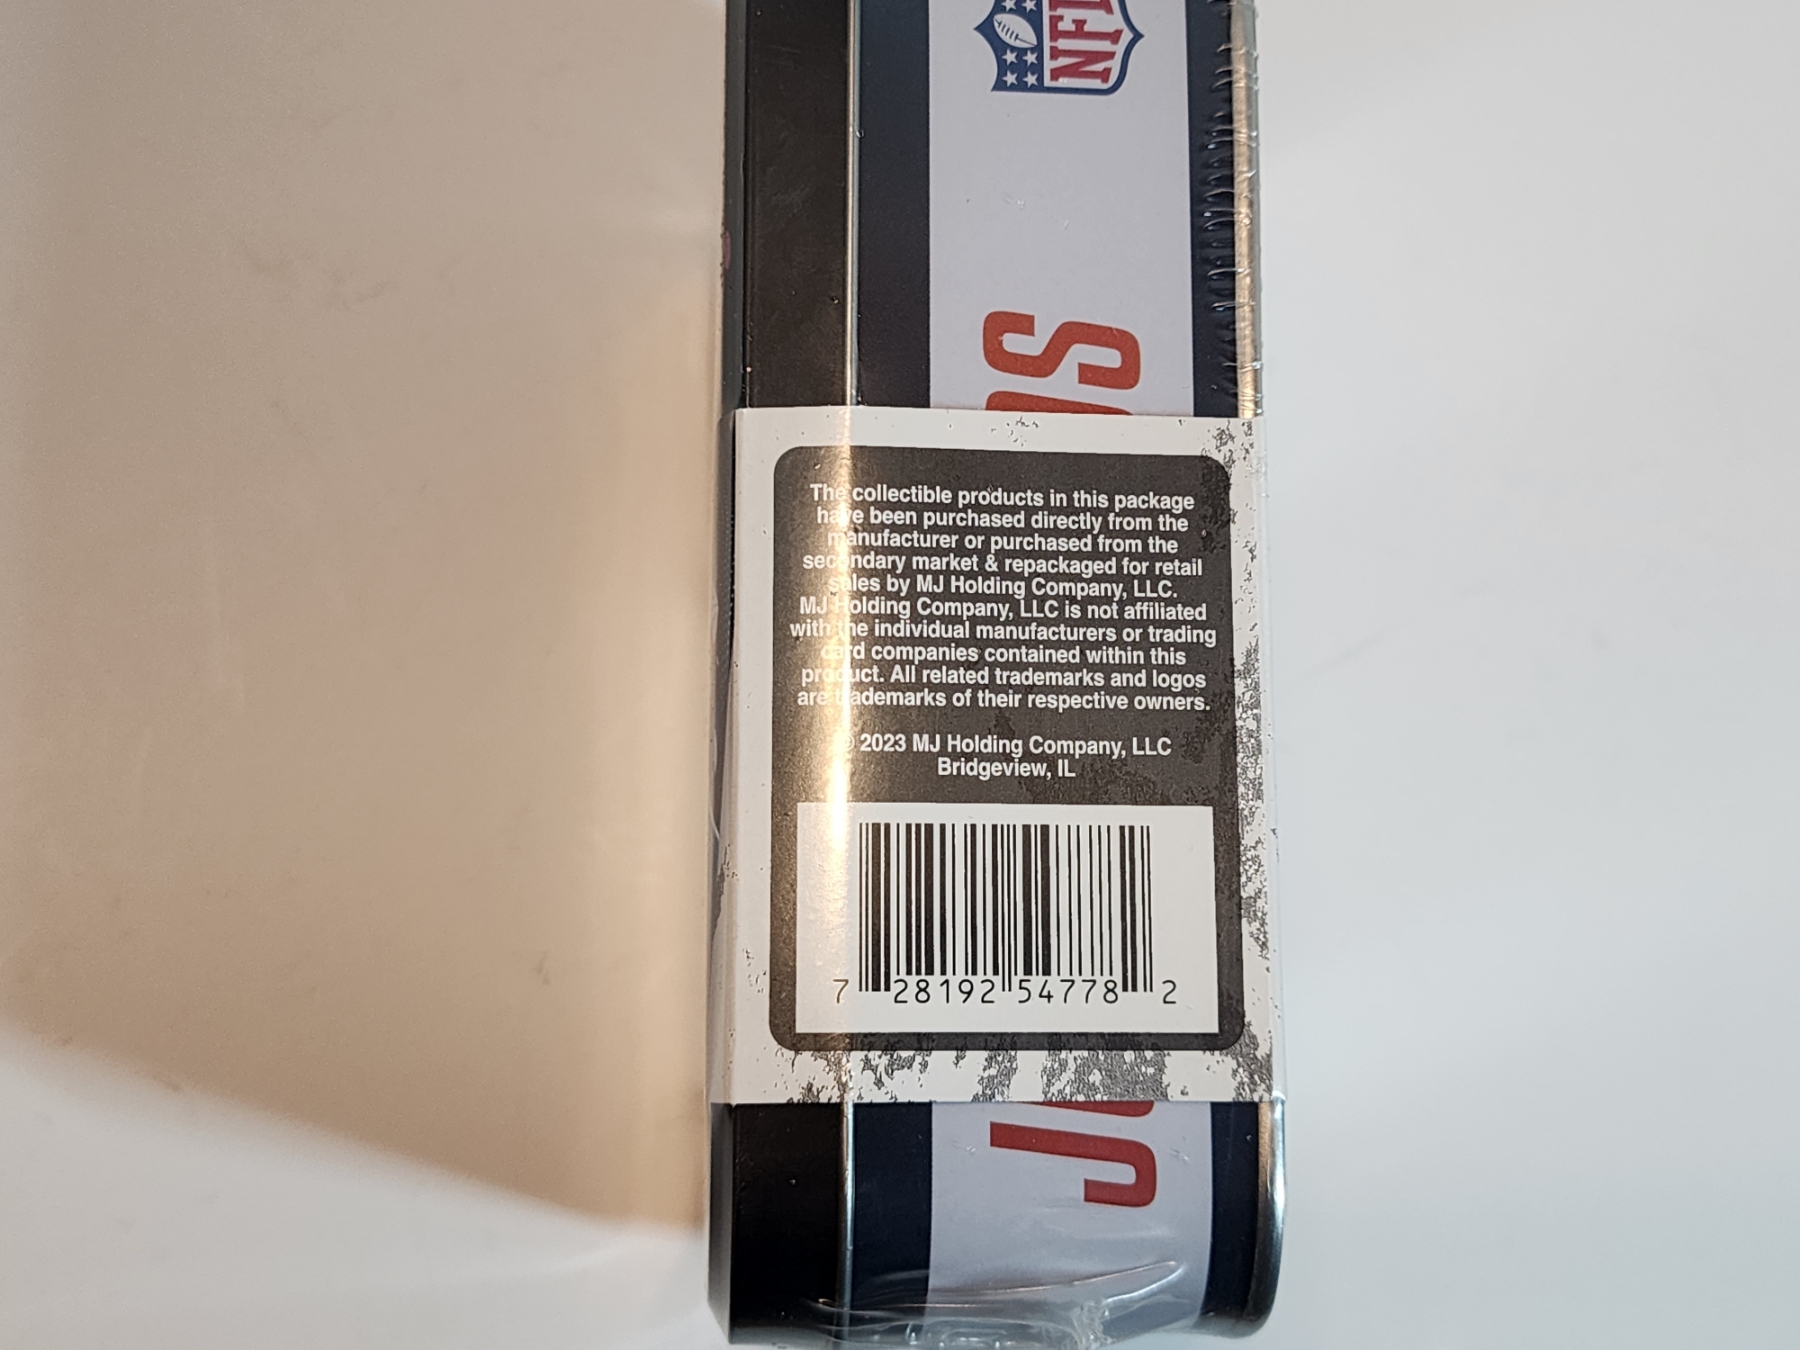 NFL
S
The collectible products in this package
have been purchased directly from the
manufacturer or purchased from the
secondary market & repackaged for retail
sales by MJ Holding Company, LLC.
MJ Holding Company, LLC is not affiliated
with the individual manufacturers or trading
card companies contained within this
product. All related trademarks and logos
are trademarks of their respective owners.
© 2023 MJ Holding Company, LLC
Bridgeview, IL
7 28192 54778 2
J